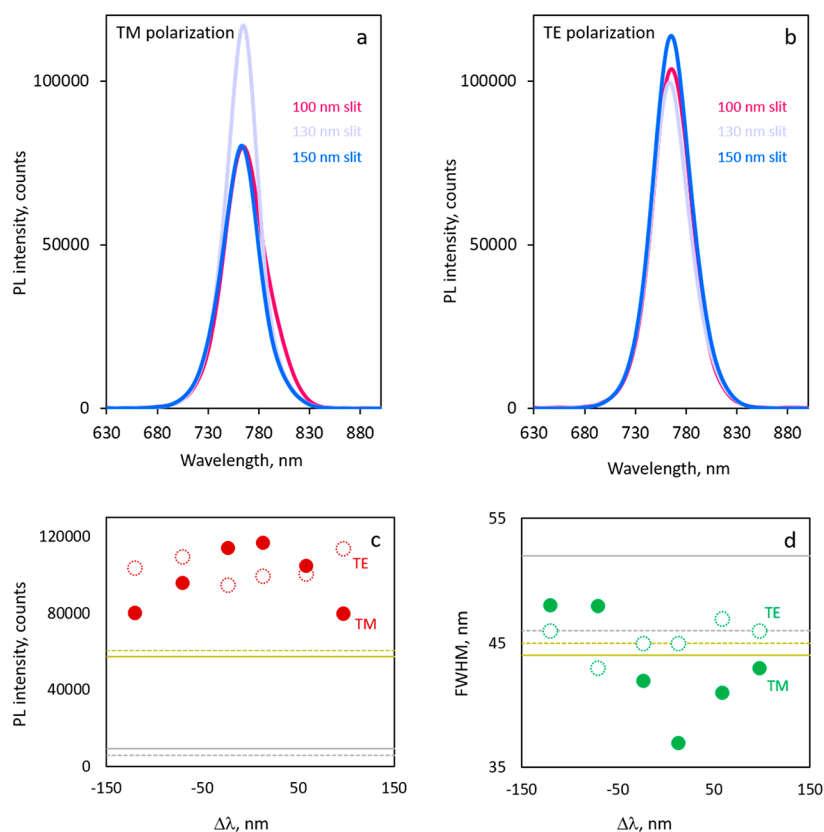 TM polarization
a
100000
50000
0
100 nm slit
130 nm slit
150 nm slit
PL intensity, counts
630 680 730 780 830 880
Wavelength, nm
TE polarization
b
100000
50000
0
100 nm slit
130 nm slit
150 nm slit
PL intensity, counts
630 680 730 780 830 880
Wavelength, nm
c
120000
80000
40000
0
TE
TM
PL intensity, counts
-150 -50 50 150
Δλ, nm
d
55
45
35
TE
TM
FWHM, nm
-150 -50 50 150
Δλ, nm